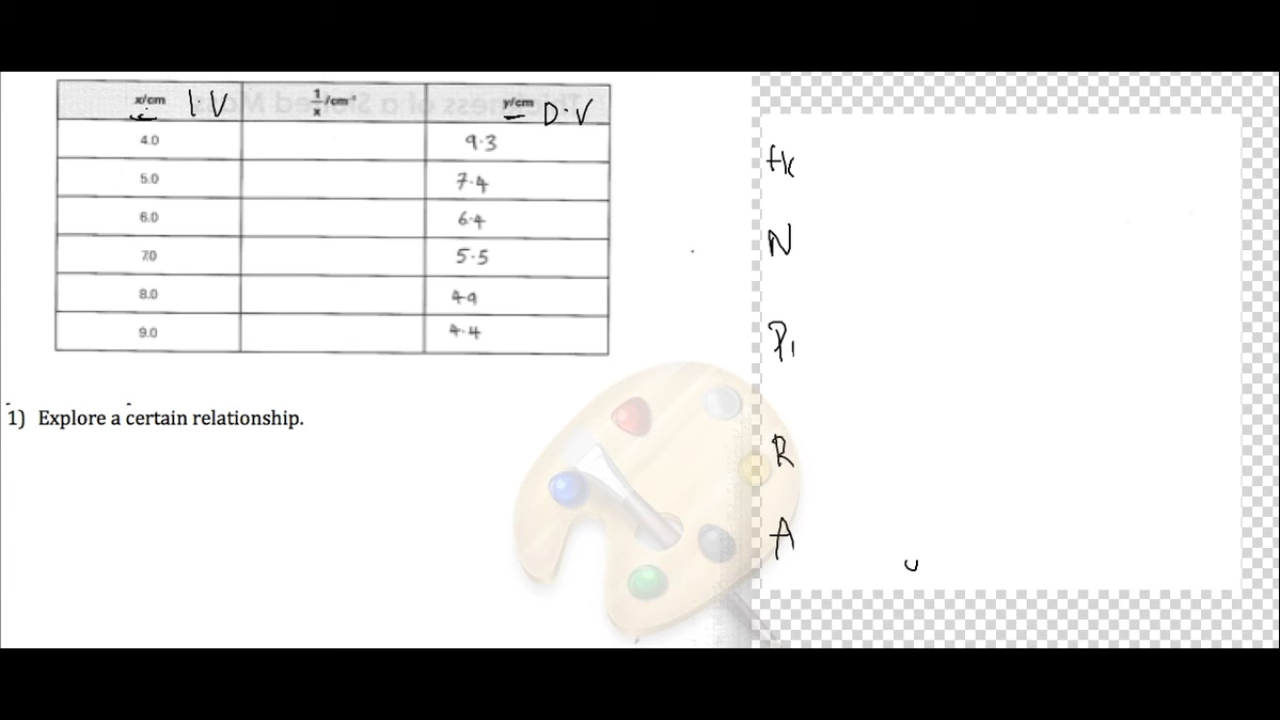 x/cm I.V 1/x /cm⁻¹ y/cm D.V
4.0 9.3
5.0 7.4
6.0 6.4
7.0 5.5
8.0 4.9
9.0 4.4
1) Explore a certain relationship.
N
P1
R
A